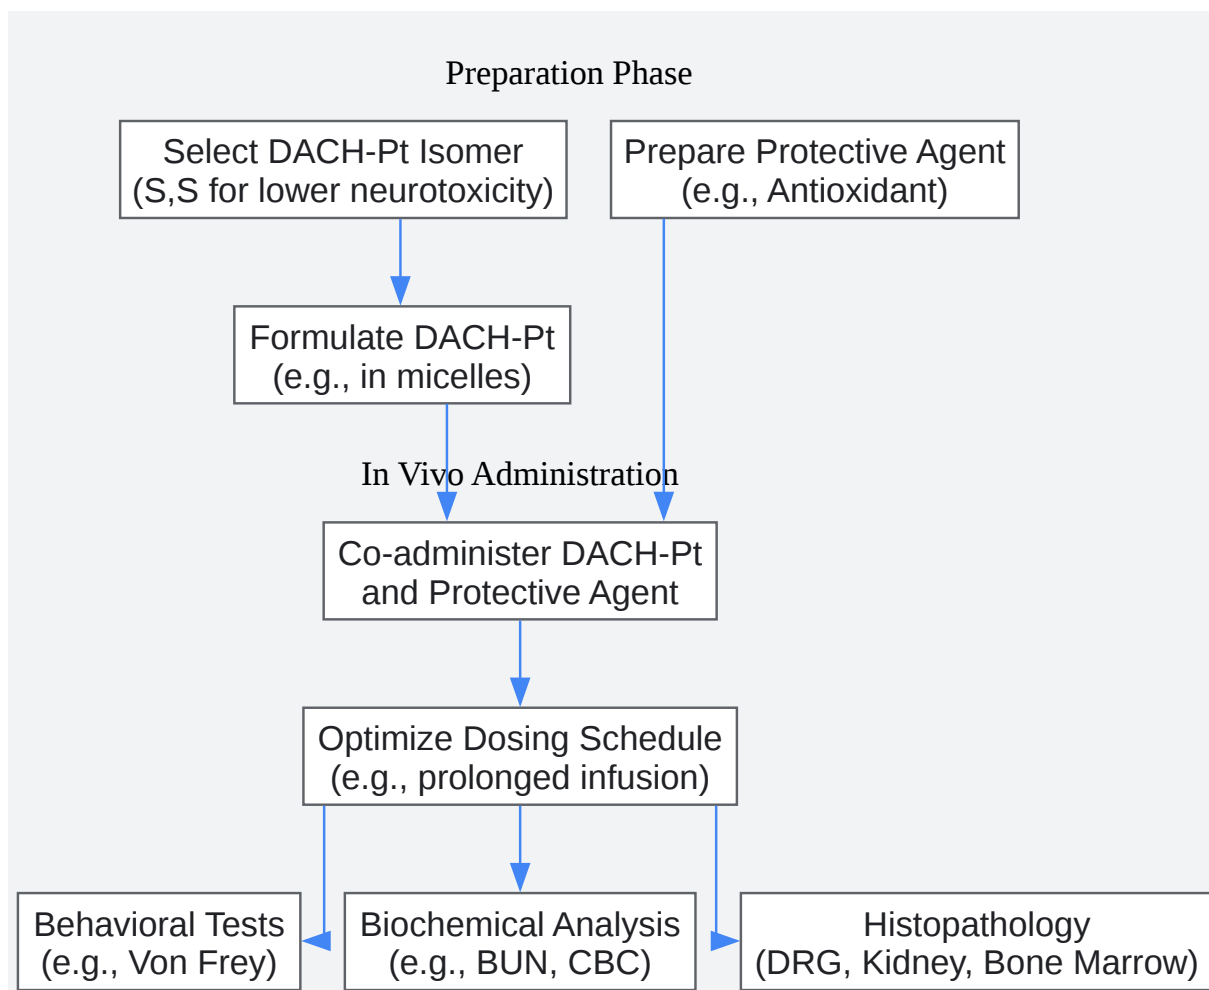 Preparation Phase
Select DACH-Pt Isomer
(S,S for lower neurotoxicity)
Prepare Protective Agent
(e.g., Antioxidant)
Formulate DACH-Pt
(e.g., in micelles)
In Vivo Administration
Co-administer DACH-Pt
and Protective Agent
Optimize Dosing Schedule
(e.g., prolonged infusion)
Behavioral Tests
(e.g., Von Frey)
Biochemical Analysis
(e.g., BUN, CBC)
Histopathology
(DRG, Kidney, Bone Marrow)